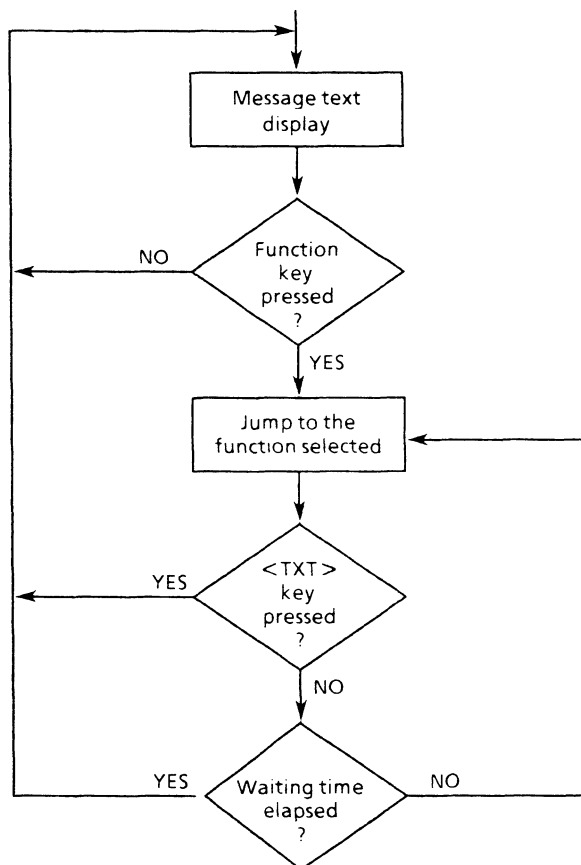 Message text
display
Function
key
pressed
?
NO
YES
Jump to the
function selected
<TXT>
key
pressed
?
YES
NO
Waiting time
elapsed
?
YES
NO